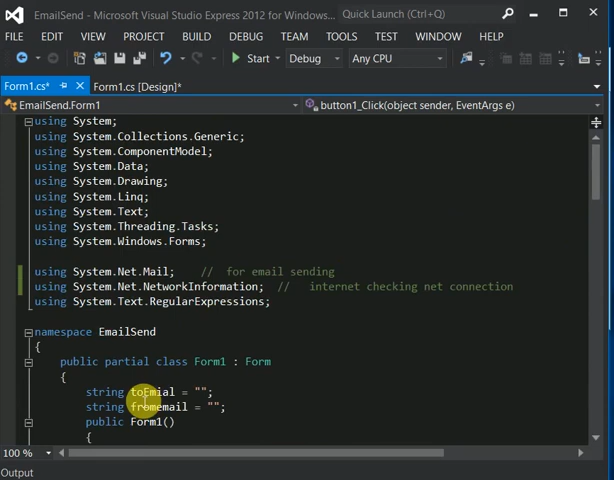 EmailSend - Microsoft Visual Studio Express 2012 for Windows... Quick Launch (Ctrl+Q)
FILE EDIT VIEW PROJECT BUILD DEBUG TEAM TOOLS TEST WINDOW HELP
Start Debug Any CPU
Form1.cs* Form1.cs [Design]*
EmailSend.Form1 button1_Click(object sender, EventArgs e)
using System;
using System.Collections.Generic;
using System.ComponentModel;
using System.Data;
using System.Drawing;
using System.Linq;
using System.Text;
using System.Threading.Tasks;
using System.Windows.Forms;
using System.Net.Mail; // for email sending
using System.Net.NetworkInformation; // internet checking net connection
using System.Text.RegularExpressions;
namespace EmailSend
{
public partial class Form1 : Form
{
string toEmial = "";
string fromemail = "";
public Form1()
{
100 %
Output